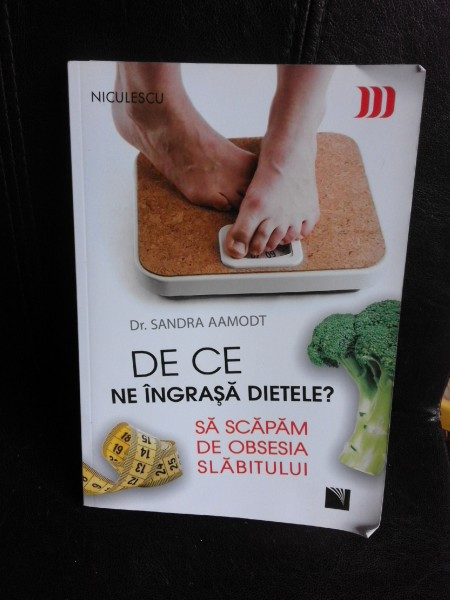 NICULESCU
Dr. SANDRA AAMODT
DE CE
NE ÎNGRAȘĂ DIETELE?
SĂ SCĂPĂM
DE OBSESIA
SLĂBITULUI